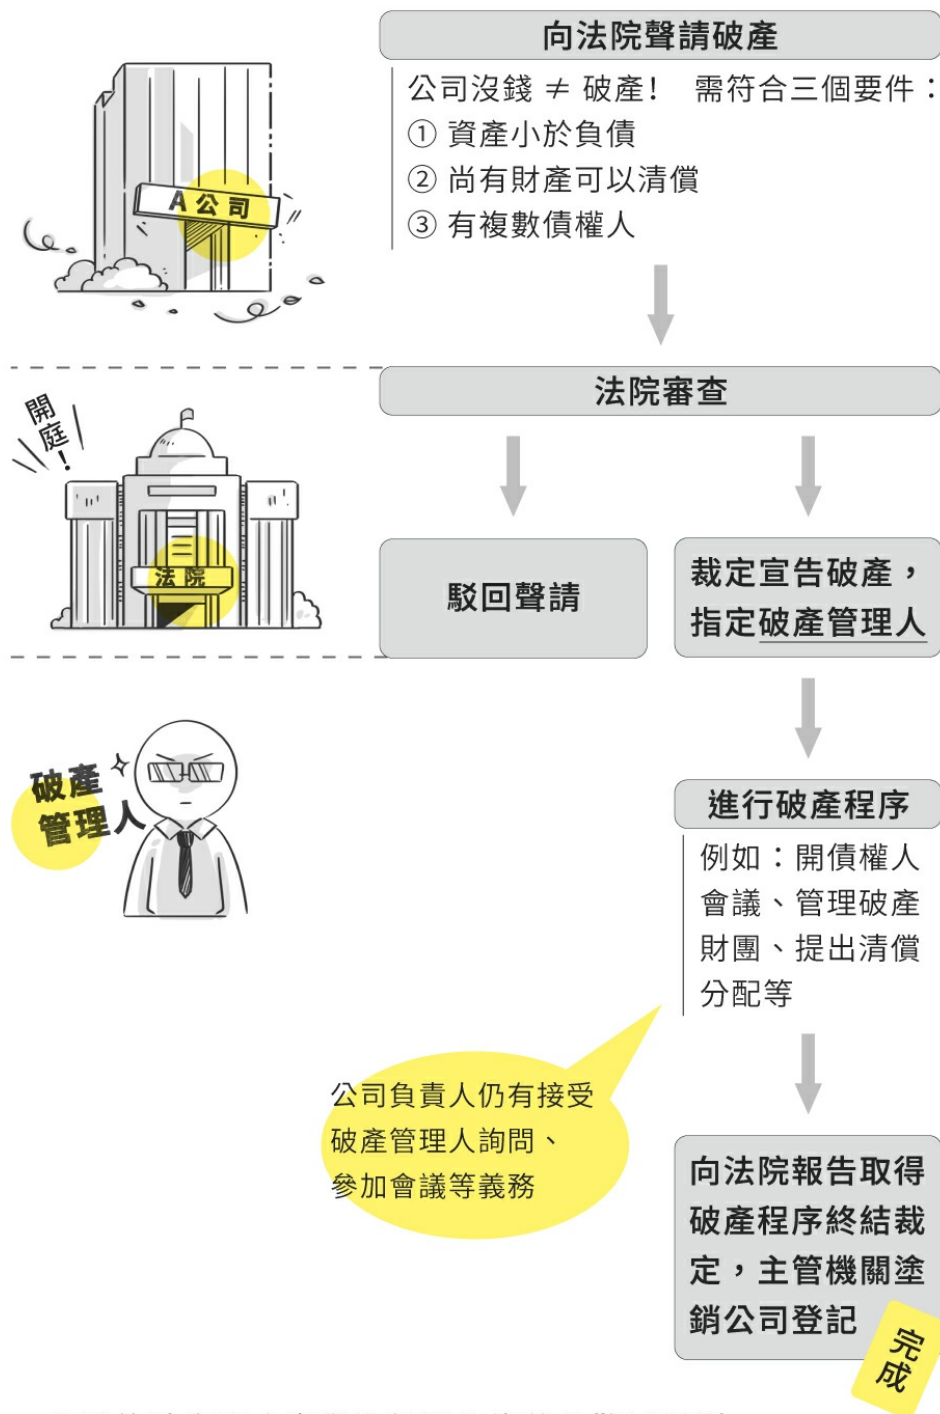 向法院聲請破產
公司沒錢 ≠ 破產! 需符合三個要件:
① 資產小於負債
② 尚有財產可以清償
③ 有複數債權人
A公司
法院審查
開庭!
法院
駁回聲請
裁定宣告破產,
指定破產管理人
破產
管理人
進行破產程序
例如:開債權人
會議、管理破產
財團、提出清償
分配等
公司負責人仍有接受
破產管理人詢問、
參加會議等義務
向法院報告取得
破產程序終結裁
定,主管機關塗
銷公司登記
完成